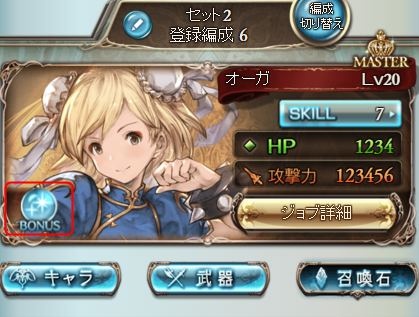 セット2
登録編成 6
編成
切り替え
MASTER
オーガ Lv20
SKILL 7
HP 1234
攻撃力 123456
BONUS
ジョブ詳細
キャラ
武器
召喚石